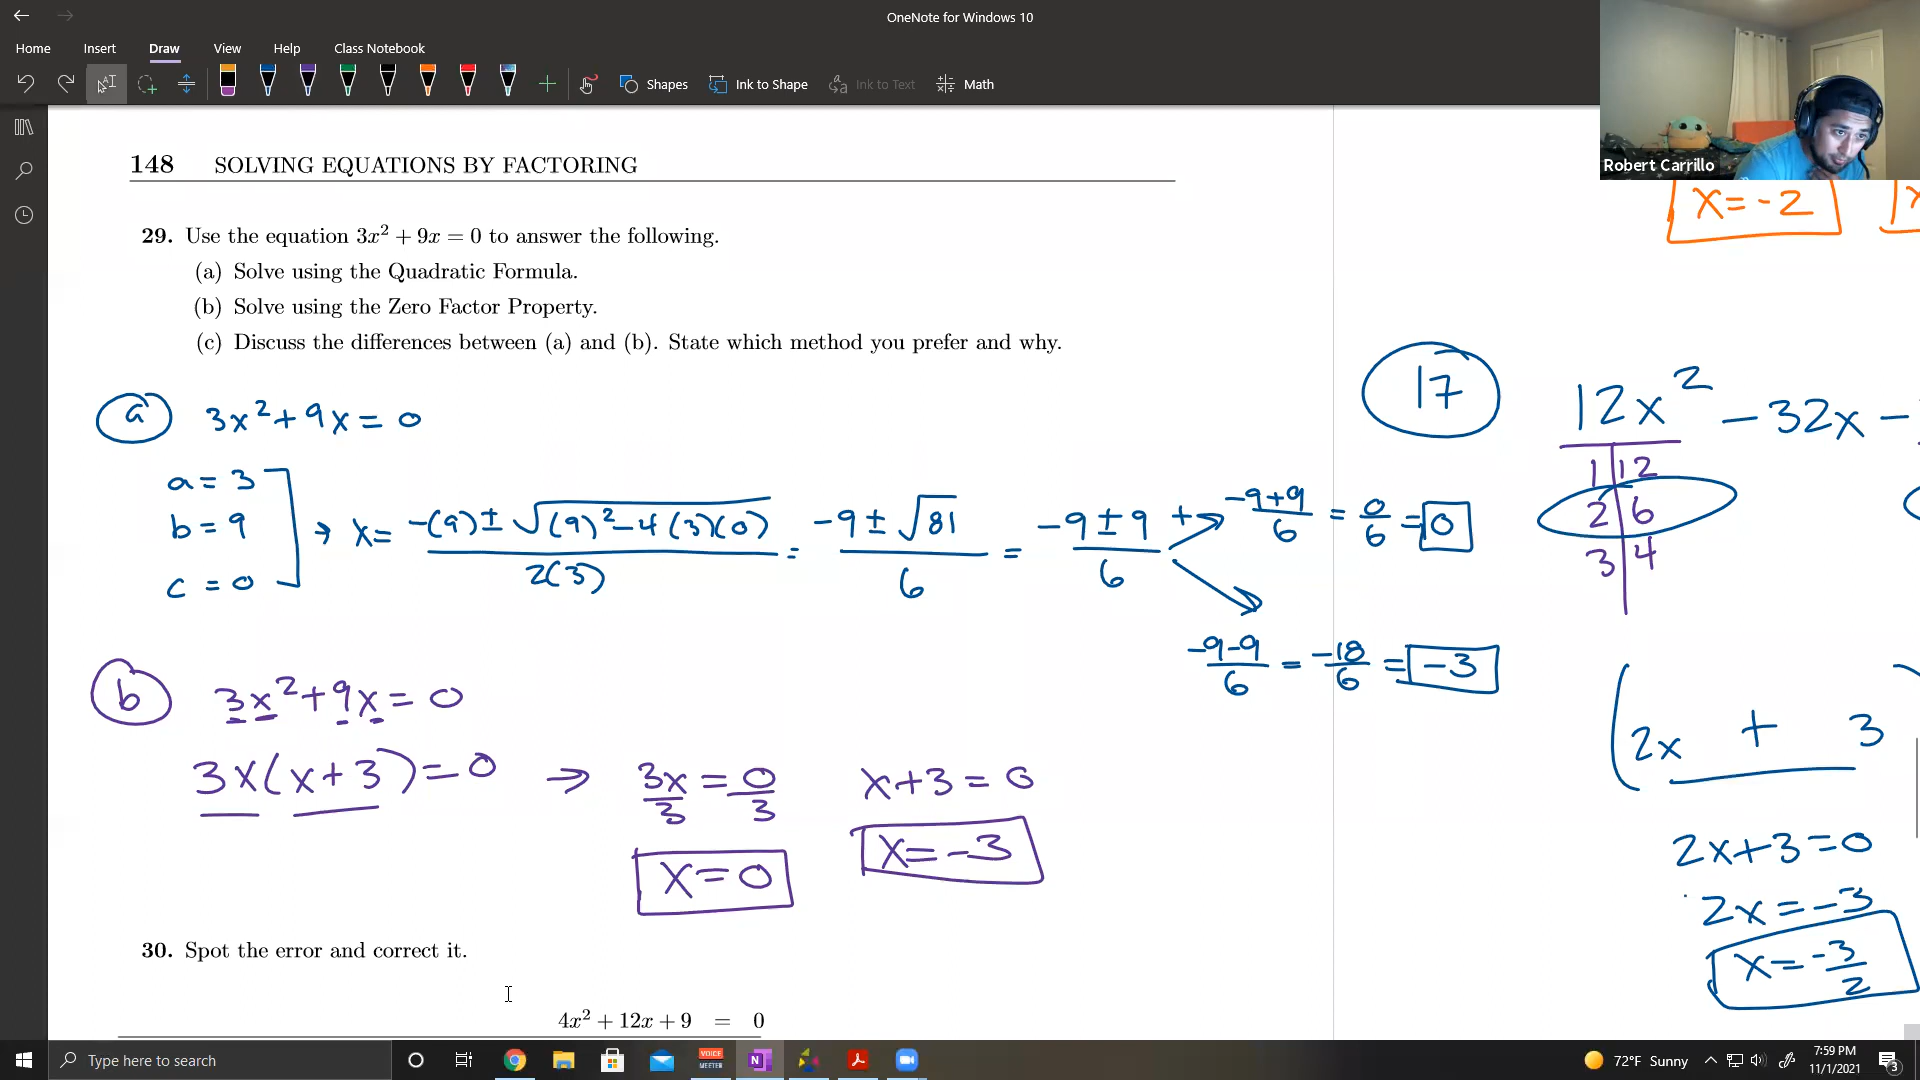 OneNote for Windows 10
Home Insert Draw View Help Class Notebook
Shapes Ink to Shape Ink to Text Math
Robert Carrillo
148 SOLVING EQUATIONS BY FACTORING
29. Use the equation 3x² + 9x = 0 to answer the following.
(a) Solve using the Quadratic Formula.
(b) Solve using the Zero Factor Property.
(c) Discuss the differences between (a) and (b). State which method you prefer and why.
a 3x² + 9x = 0
a = 3
b = 9
c = 0
→ x = -(9) ± √(9)² - 4(3)(0) / 2(3) = -9 ± √81 / 6 = -9 ± 9 / 6
+ -9+9 / 6 = 0/6 = 0
-9-9 / 6 = -18 / 6 = -3
b 3x² + 9x = 0
3x(x+3) = 0 → 3x/3 = 0/3 x+3 = 0
x = 0 x = -3
30. Spot the error and correct it.
4x² + 12x + 9 = 0
x = -2
17 12x² - 32x -
1 12
2 6
3 4
(2x + 3
2x+3=0
2x = -3
x = -3/2
Type here to search
VOICE
MEETER
72°F Sunny
7:59 PM
11/1/2021
3